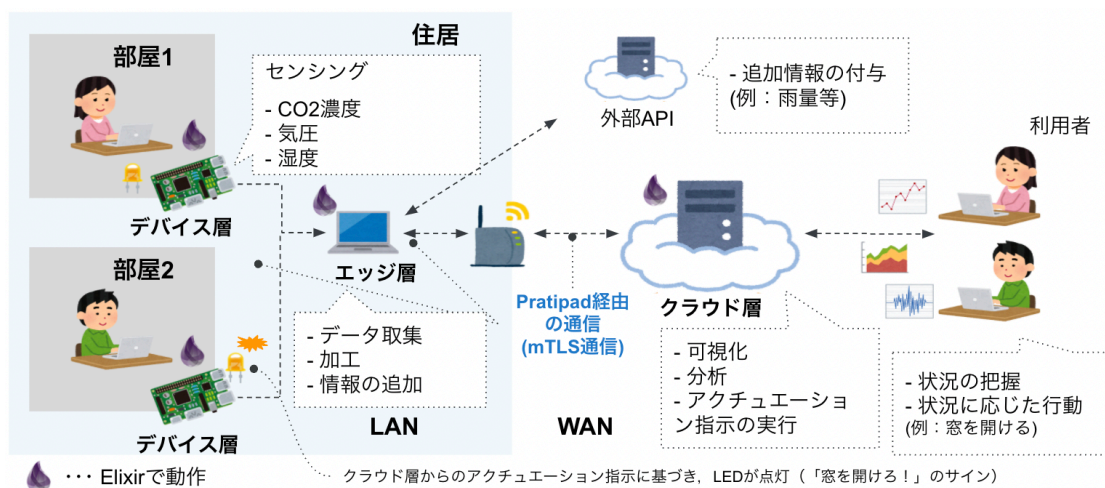 住居
部屋1
センシング
- CO2濃度
- 気圧
- 湿度
デバイス層
部屋2
デバイス層
エッジ層
- データ取集
- 加工
- 情報の追加
LAN
外部API
- 追加情報の付与
(例：雨量等)
Pratipad経由
の通信
(mTLS通信)
WAN
クラウド層
- 可視化
- 分析
- アクチュエーショ
ン指示の実行
利用者
- 状況の把握
- 状況に応じた行動
(例：窓を開ける)
･･･ Elixirで動作
クラウド層からのアクチュエーション指示に基づき，LEDが点灯（「窓を開けろ！」のサイン）